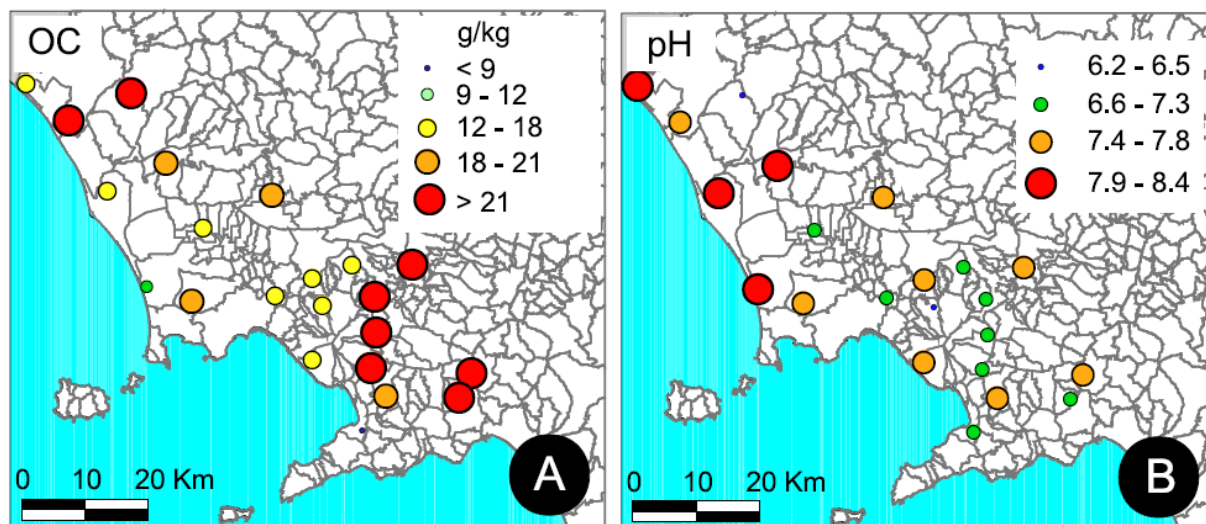 OC
g/kg
< 9
9 - 12
12 - 18
18 - 21
> 21
0 10 20 Km
A
pH
6.2 - 6.5
6.6 - 7.3
7.4 - 7.8
7.9 - 8.4
0 10 20 Km
B